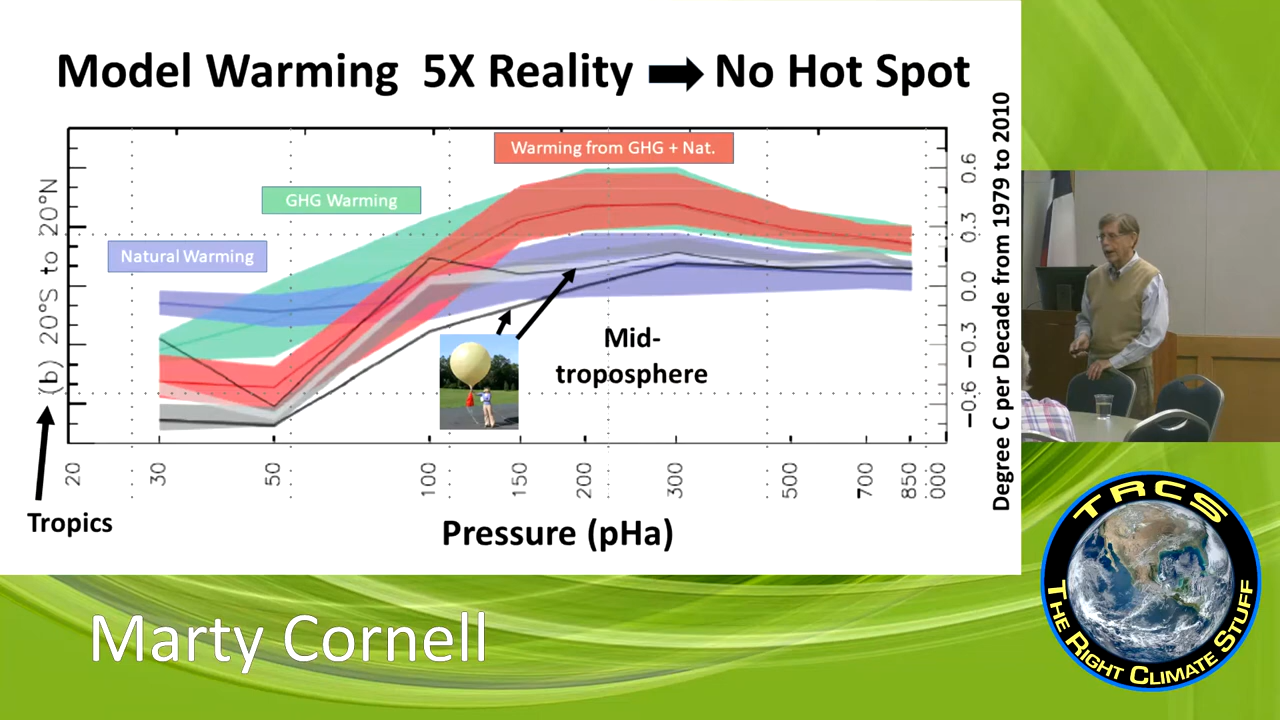 Model Warming 5X Reality No Hot Spot
Warming from GHG + Nat.
GHG Warming
Natural Warming
(b) 20°S to 20°N
0.6
0.3
0.0
−0.3
−0.6
Degree C per Decade from 1979 to 2010
Mid-
troposphere
20
30
50
100
150
200
300
500
700
850
000
Tropics
Pressure (pHa)
Marty Cornell
TRCS
THE RIGHT CLIMATE STUFF